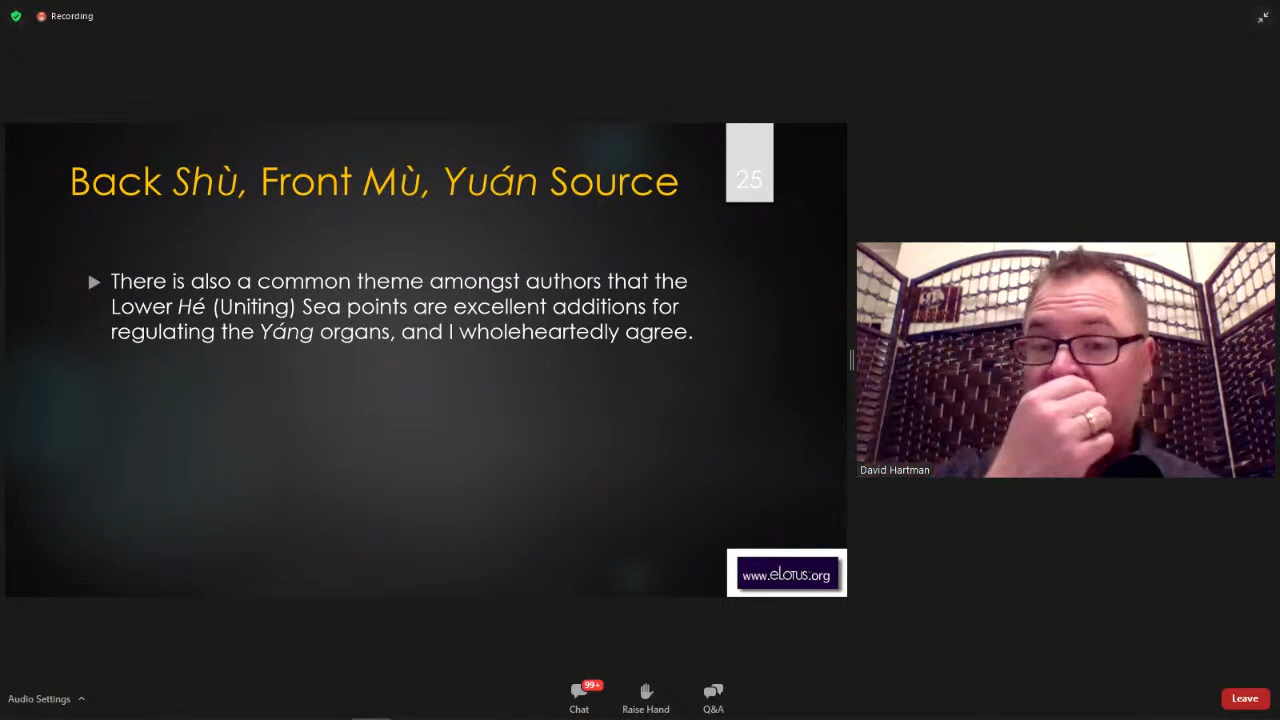 Recording
Back Shù, Front Mù, Yuán Source
25
There is also a common theme amongst authors that the
Lower Hé (Uniting) Sea points are excellent additions for
regulating the Yáng organs, and I wholeheartedly agree.
David Hartman
www.eLotus.org
Audio Settings
99+
Chat
Raise Hand
Q&A
Leave